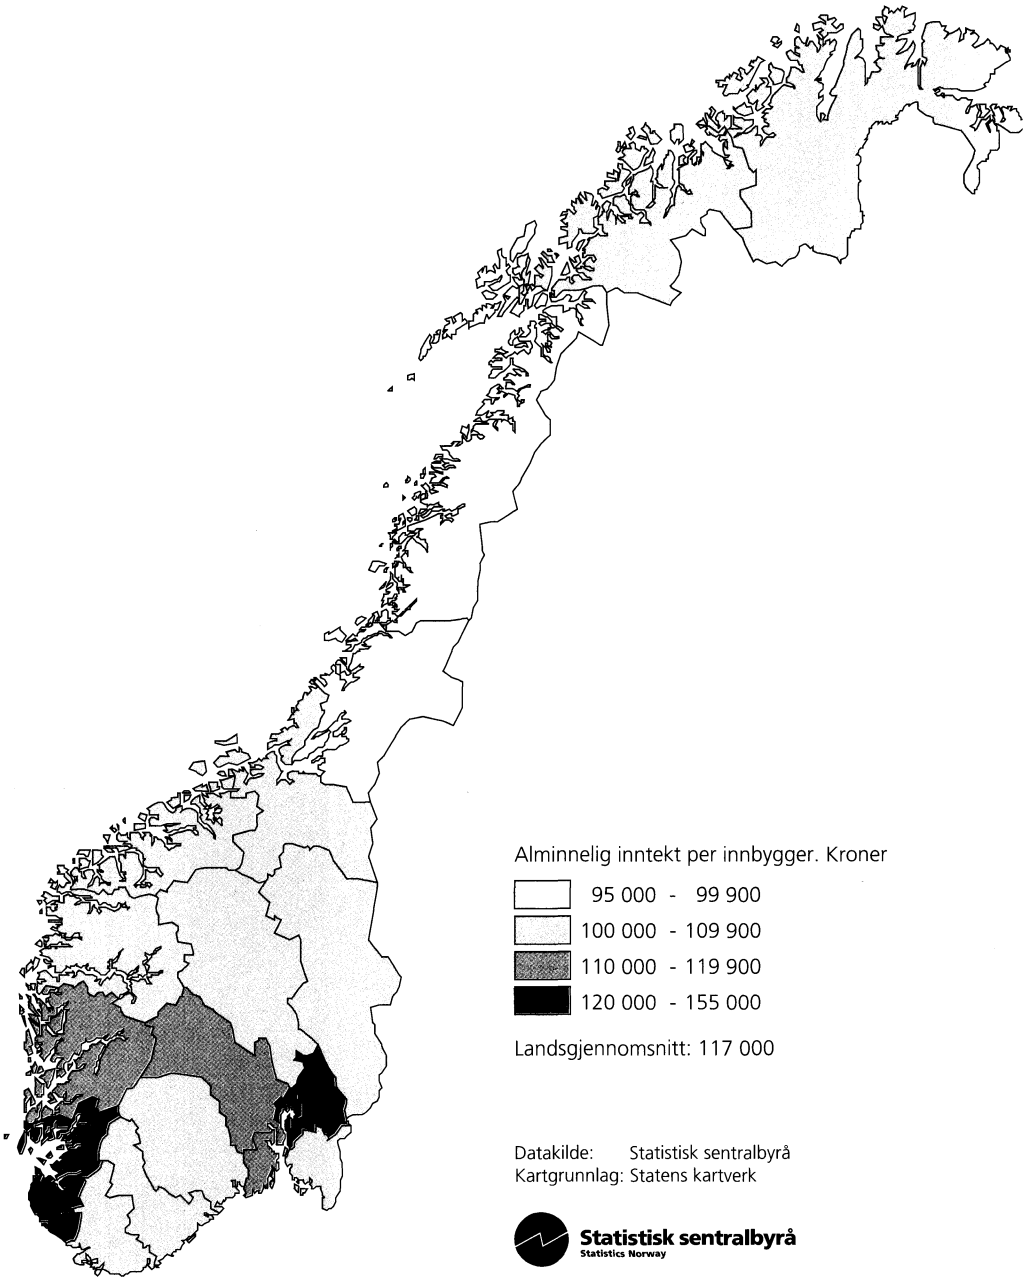 Alminnelig inntekt per innbygger. Kroner
95 000 - 99 900
100 000 - 109 900
110 000 - 119 900
120 000 - 155 000
Landsgjennomsnitt: 117 000
Datakilde: Statistisk sentralbyrå
Kartgrunnlag: Statens kartverk
Statistisk sentralbyrå
Statistics Norway